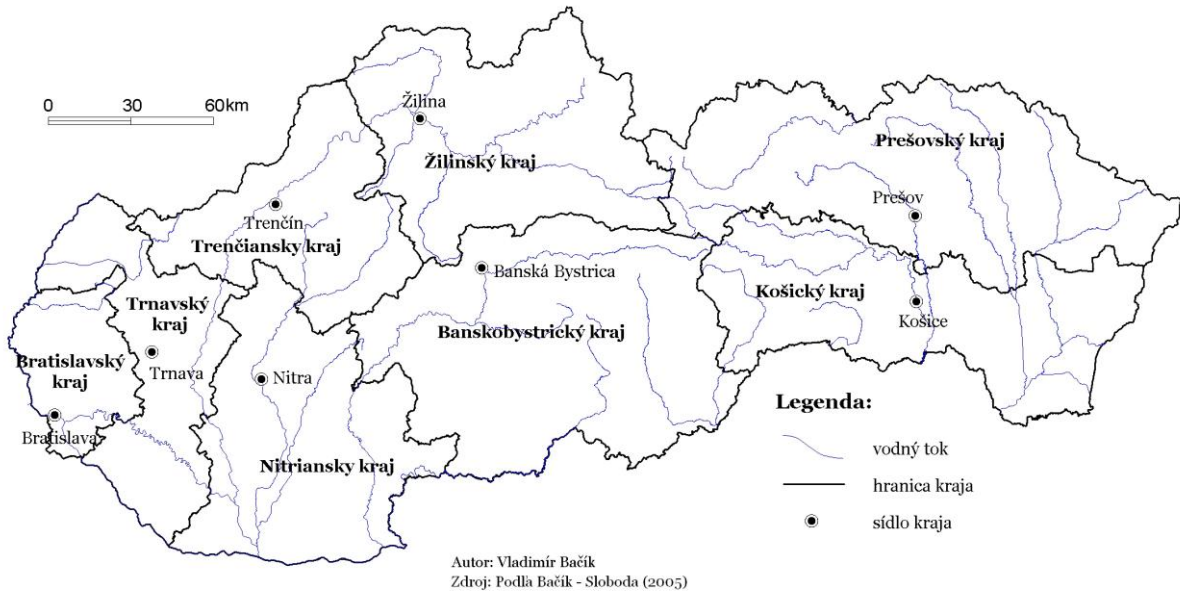 0 30 60km
Žilina
Žilinský kraj
Prešovský kraj
Prešov
Trenčín
Trenčiansky kraj
Banská Bystrica
Košický kraj
Košice
Trnavský
kraj
Banskobystrický kraj
Bratislavský
kraj
Trnava
Nitra
Bratislava
Nitriansky kraj
Legenda:
vodný tok
hranica kraja
sídlo kraja
Autor: Vladimír Bačík
Zdroj: Podľa Bačík - Sloboda (2005)